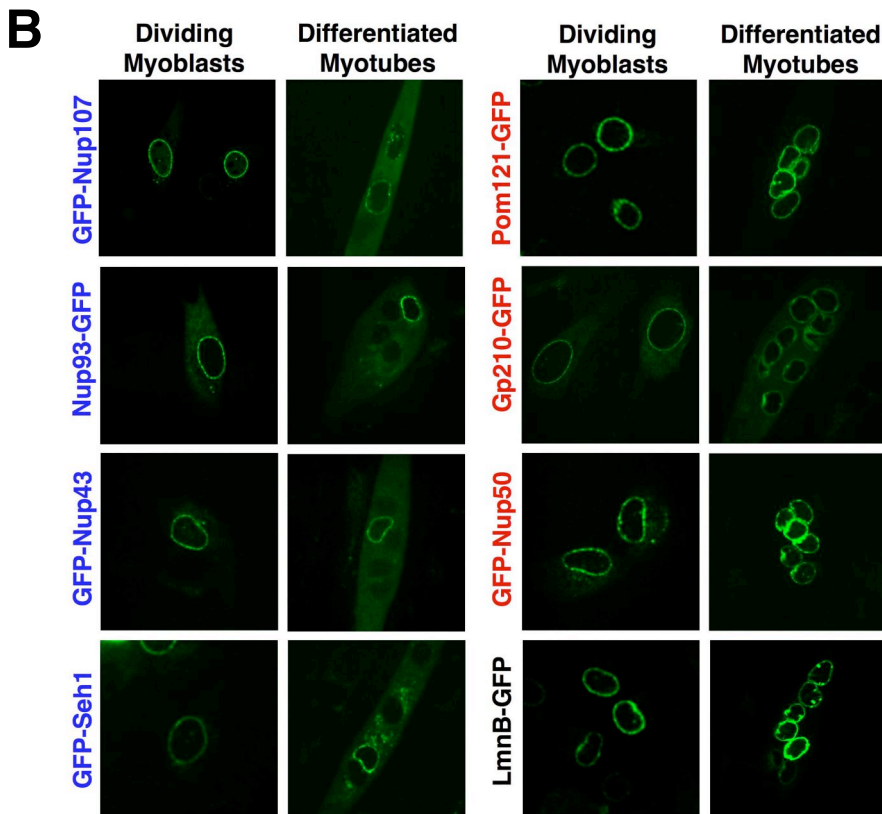 B
Dividing
Myoblasts
Differentiated
Myotubes
Dividing
Myoblasts
Differentiated
Myotubes
GFP-Nup107
Pom121-GFP
Nup93-GFP
Gp210-GFP
GFP-Nup43
GFP-Nup50
GFP-Seh1
LmnB-GFP